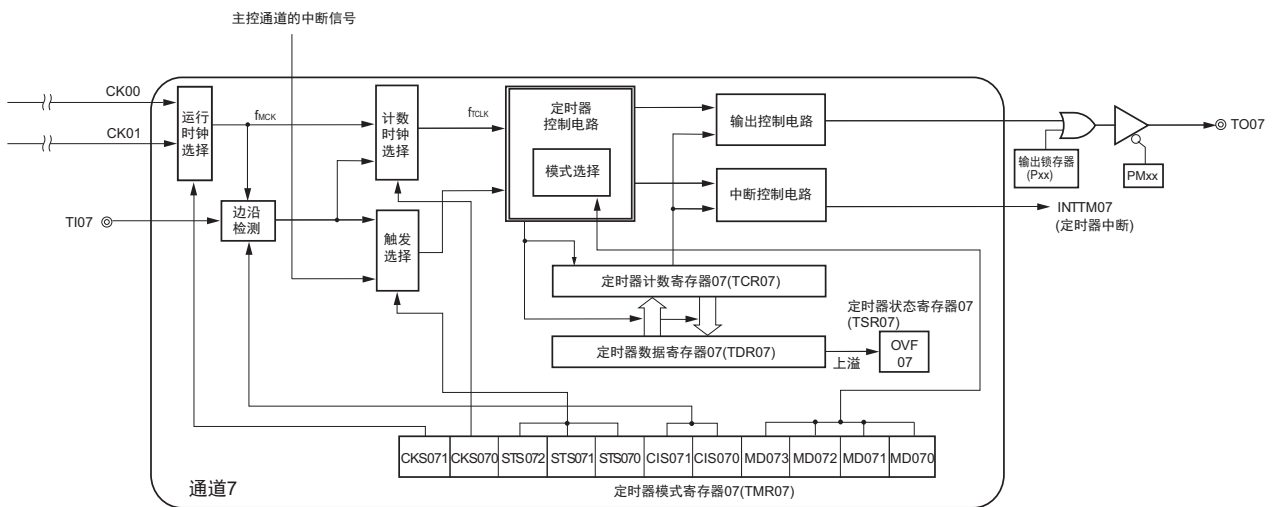 主控通道的中断信号
CK00
CK01
运行
时钟
选择
fMCK
计数
时钟
选择
fTCLK
定时器
控制电路
模式选择
输出控制电路
中断控制电路
输出锁存器
(Pxx)
PMxx
TO07
TI07
边沿
检测
触发
选择
INTTM07
(定时器中断)
定时器计数寄存器07(TCR07)
定时器状态寄存器07
(TSR07)
定时器数据寄存器07(TDR07)
上溢
OVF
07
CKS071 CKS070 STS072 STS071 STS070 CIS071 CIS070 MD073 MD072 MD071 MD070
通道7
定时器模式寄存器07(TMR07)